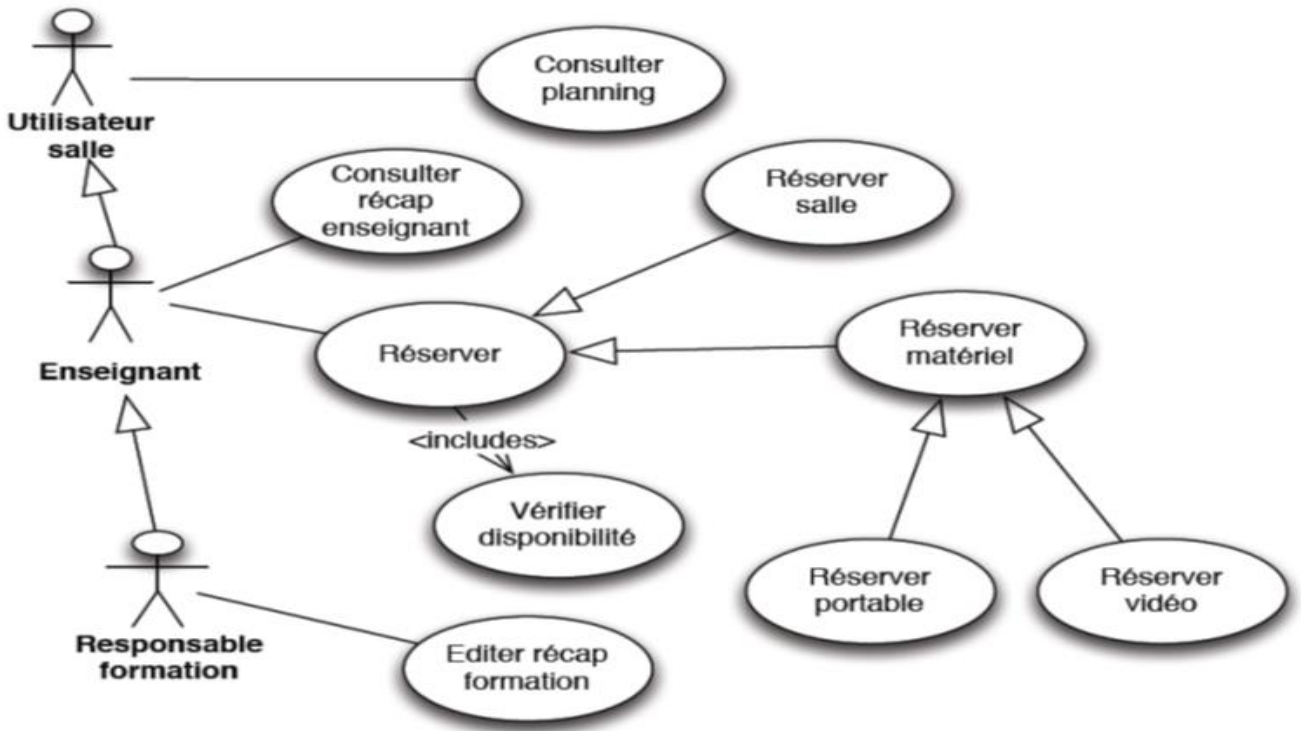 Consulter
planning
Utilisateur
salle
Consulter
récap
enseignant
Réserver
salle
Réserver
Réserver
matériel
Enseignant
<includes>
Vérifier
disponibilité
Réserver
portable
Réserver
vidéo
Responsable
formation
Editer récap
formation